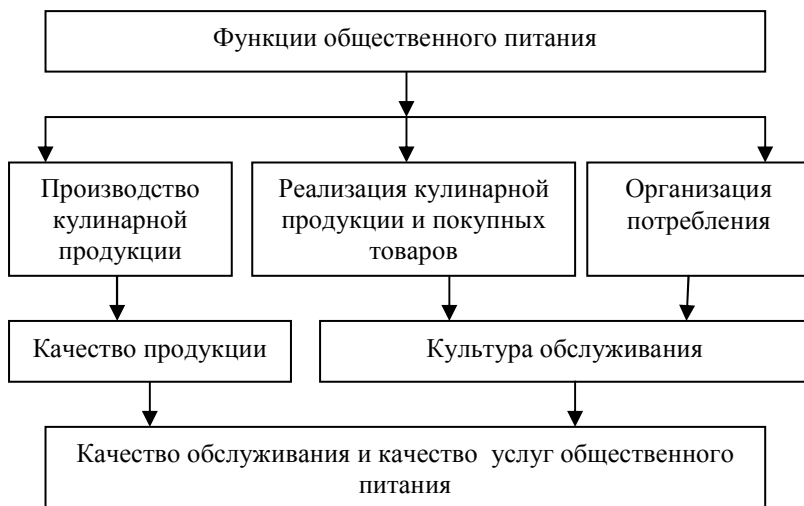 Функции общественного питания
Производство
кулинарной
продукции
Реализация кулинарной
продукции и покупных
товаров
Организация
потребления
Качество продукции
Культура обслуживания
Качество обслуживания и качество услуг общественного
питания